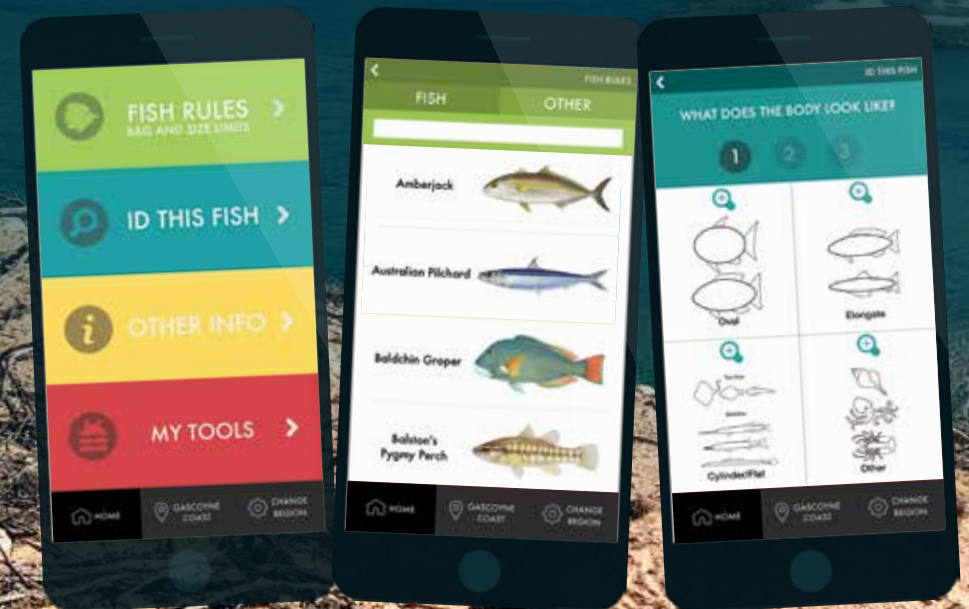 FISH RULES
BAG AND SIZE LIMITS
ID THIS FISH
OTHER INFO
MY TOOLS
HOME
GASCOYNE
COAST
CHANGE
REGION
FISH RULES
FISH
OTHER
Amberjack
Australian Pilchard
Baldchin Groper
Balston's
Pygmy Perch
HOME
GASCOYNE
COAST
CHANGE
REGION
ID THIS FISH
WHAT DOES THE BODY LOOK LIKE?
1
2
3
Oval
Elongate
Cylinder/Flat
Other
HOME
GASCOYNE
COAST
CHANGE
REGION